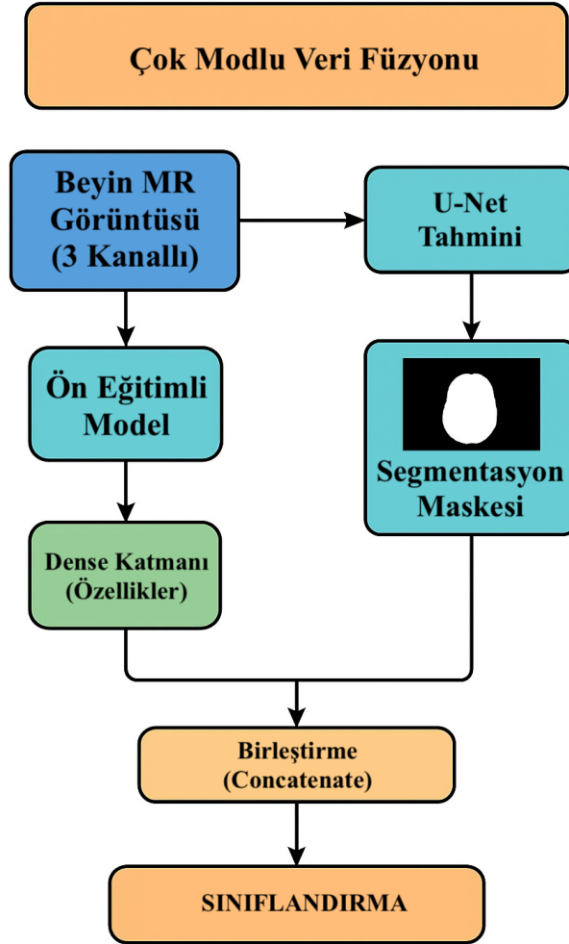 Çok Modlu Veri Füzyonu
Beyin MR
Görüntüsü
(3 Kanallı)
U-Net
Tahmini
Ön Eğitimli
Model
Segmentasyon
Maskesi
Dense Katmanı
(Özellikler)
Birleştirme
(Concatenate)
SINIFLANDIRMA